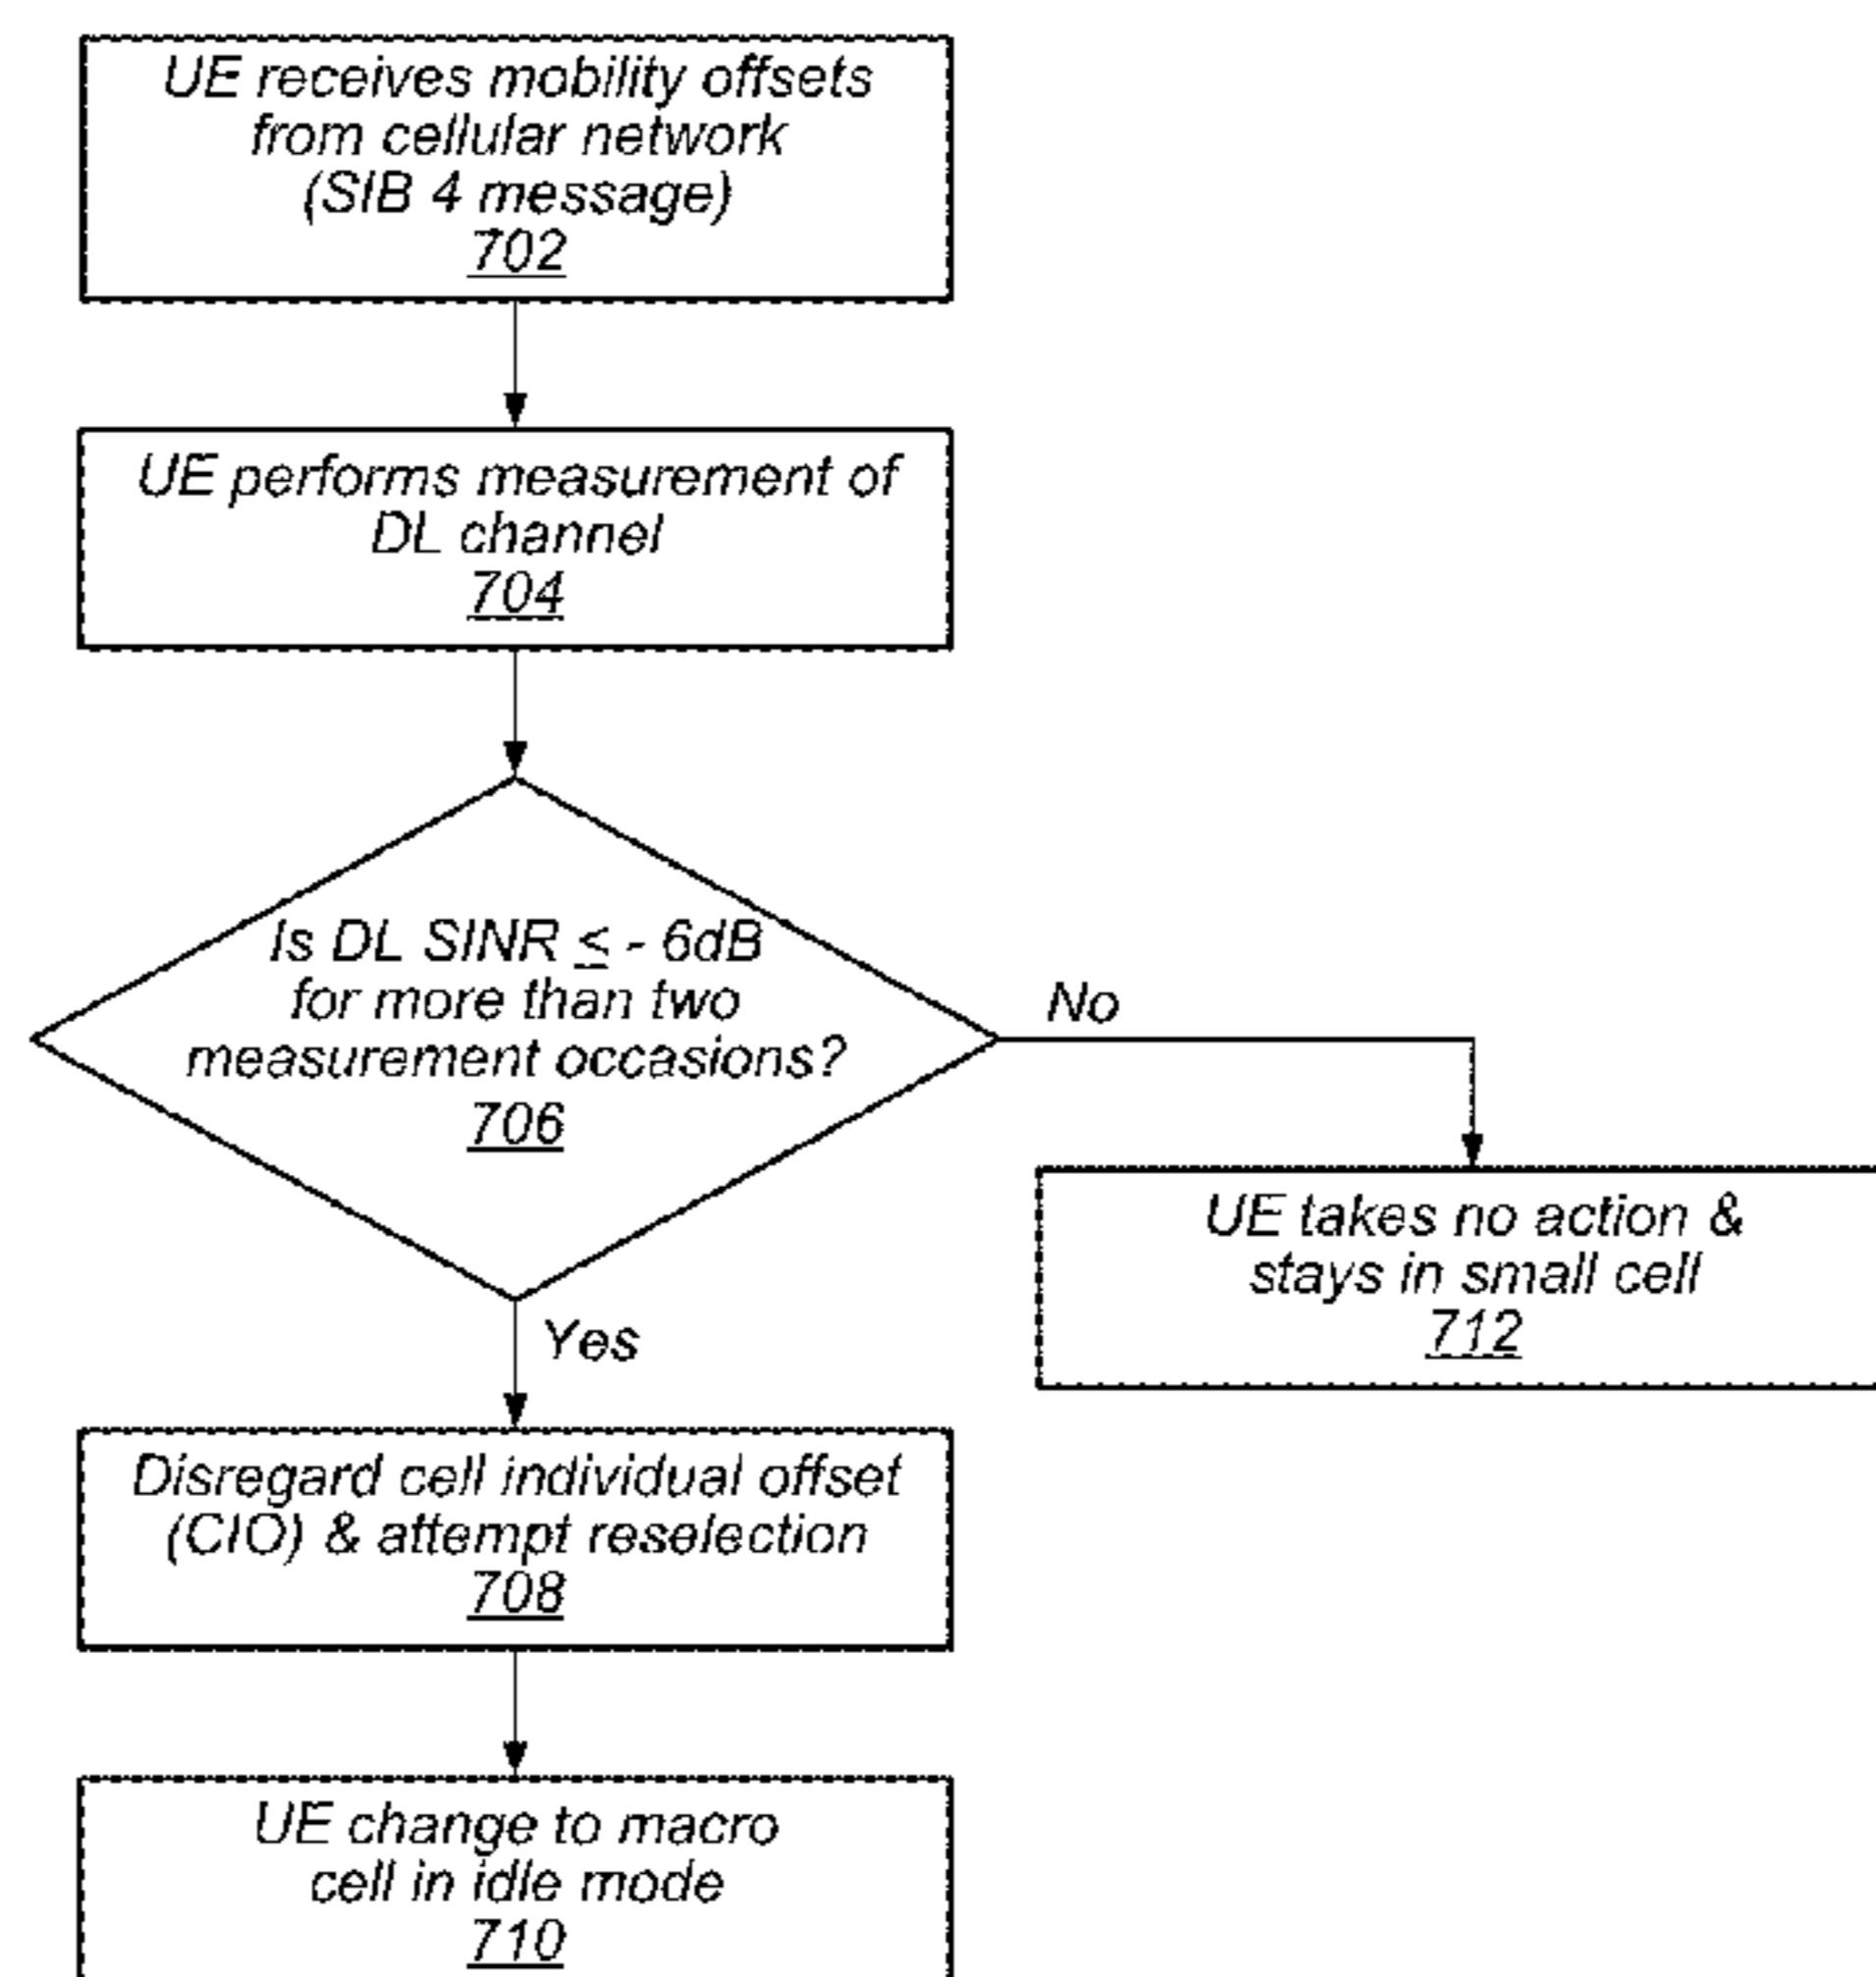 UE receives mobility offsets
from cellular network
(SIB 4 message)
702
UE performs measurement of
DL channel
704
Is DL SINR ≤ - 6dB
for more than two
measurement occasions?
706
No
UE takes no action &
stays in small cell
712
Yes
Disregard cell individual offset
(CIO) & attempt reselection
708
UE change to macro
cell in idle mode
710